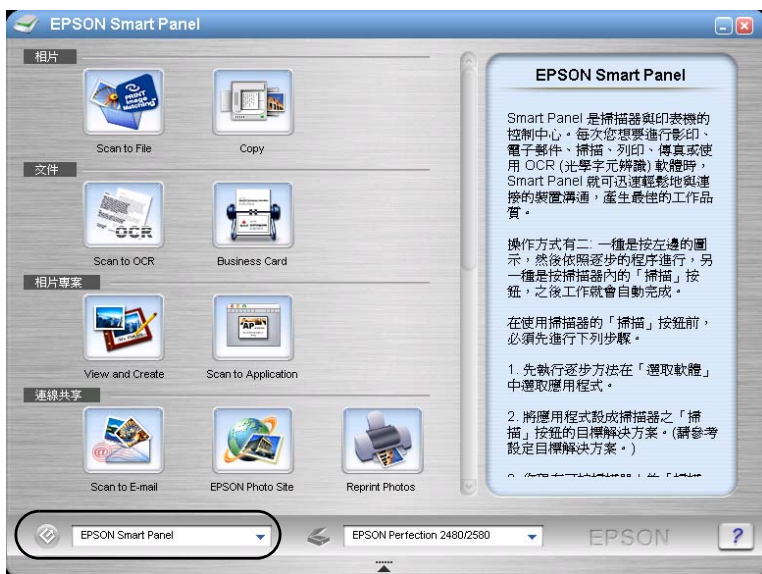 EPSON Smart Panel
相片
Scan to File
Copy
文件
OCR
Scan to OCR
Business Card
相片專案
View and Create
Scan to Application
連線共享
Scan to E-mail
EPSON Photo Site
Reprint Photos
EPSON Smart Panel
Smart Panel 是掃描器與印表機的
控制中心。每次您想要進行影印、
電子郵件、掃描、列印、傳真或使
用 OCR (光學字元辨識) 軟體時，
Smart Panel 就可迅速輕鬆地與連
接的裝置溝通，產生最佳的工作品
質。
操作方式有二: 一種是按左邊的圖
示，然後依照逐步的程序進行，另
一種是按掃描器內的「掃描」按
鈕，之後工作就會自動完成。
在使用掃描器的「掃描」按鈕前，
必須先進行下列步驟。
1. 先執行逐步方法在「選取軟體」
中選取應用程式。
2. 將應用程式設成掃描器之「掃
描」按鈕的目標解決方案。(請參考
設定目標解決方案。)
EPSON Smart Panel
EPSON Perfection 2480/2580
EPSON
?